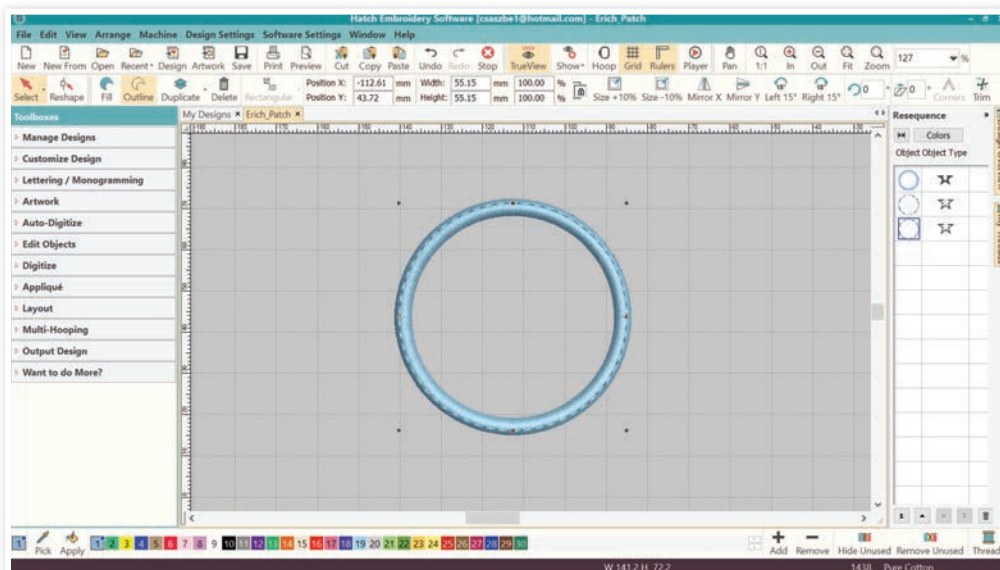 Hatch Embroidery Software [csaszbe1@hotmail.com] - Erich_Patch
File Edit View Arrange Machine Design Settings Software Settings Window Help
New New From Open Recent Design Artwork Save Print Preview Cut Copy Paste Undo Redo Stop TrueView Show Hoop Grid Rulers Player Pan 1:1 In Out Fit Zoom 127 %
Select Reshape Fill Outline Duplicate Delete Rectangular Position X: -112.61 mm Width: 55.15 mm 100.00 % Size +10% Size -10% Mirror X Mirror Y Left 15° Right 15° 0 ° 0 ° Corners Trim
Position Y: 43.72 mm Height: 55.15 mm 100.00 %
Toolboxes
My Designs × Erich_Patch ×
Manage Designs
Customize Design
Lettering / Monogramming
Artwork
Auto-Digitize
Edit Objects
Digitize
Appliqué
Layout
Multi-Hooping
Output Design
Want to do More?
Resequence
Colors
Object Object Type
Pick Apply 1 1 2 3 4 5 6 7 8 9 10 11 12 13 14 15 16 17 18 19 20 21 22 23 24 25 26 27 28 29 30 Add Remove Hide Unused Remove Unused Thread
W 141.2 H 72.2 1438 Pure Cotton